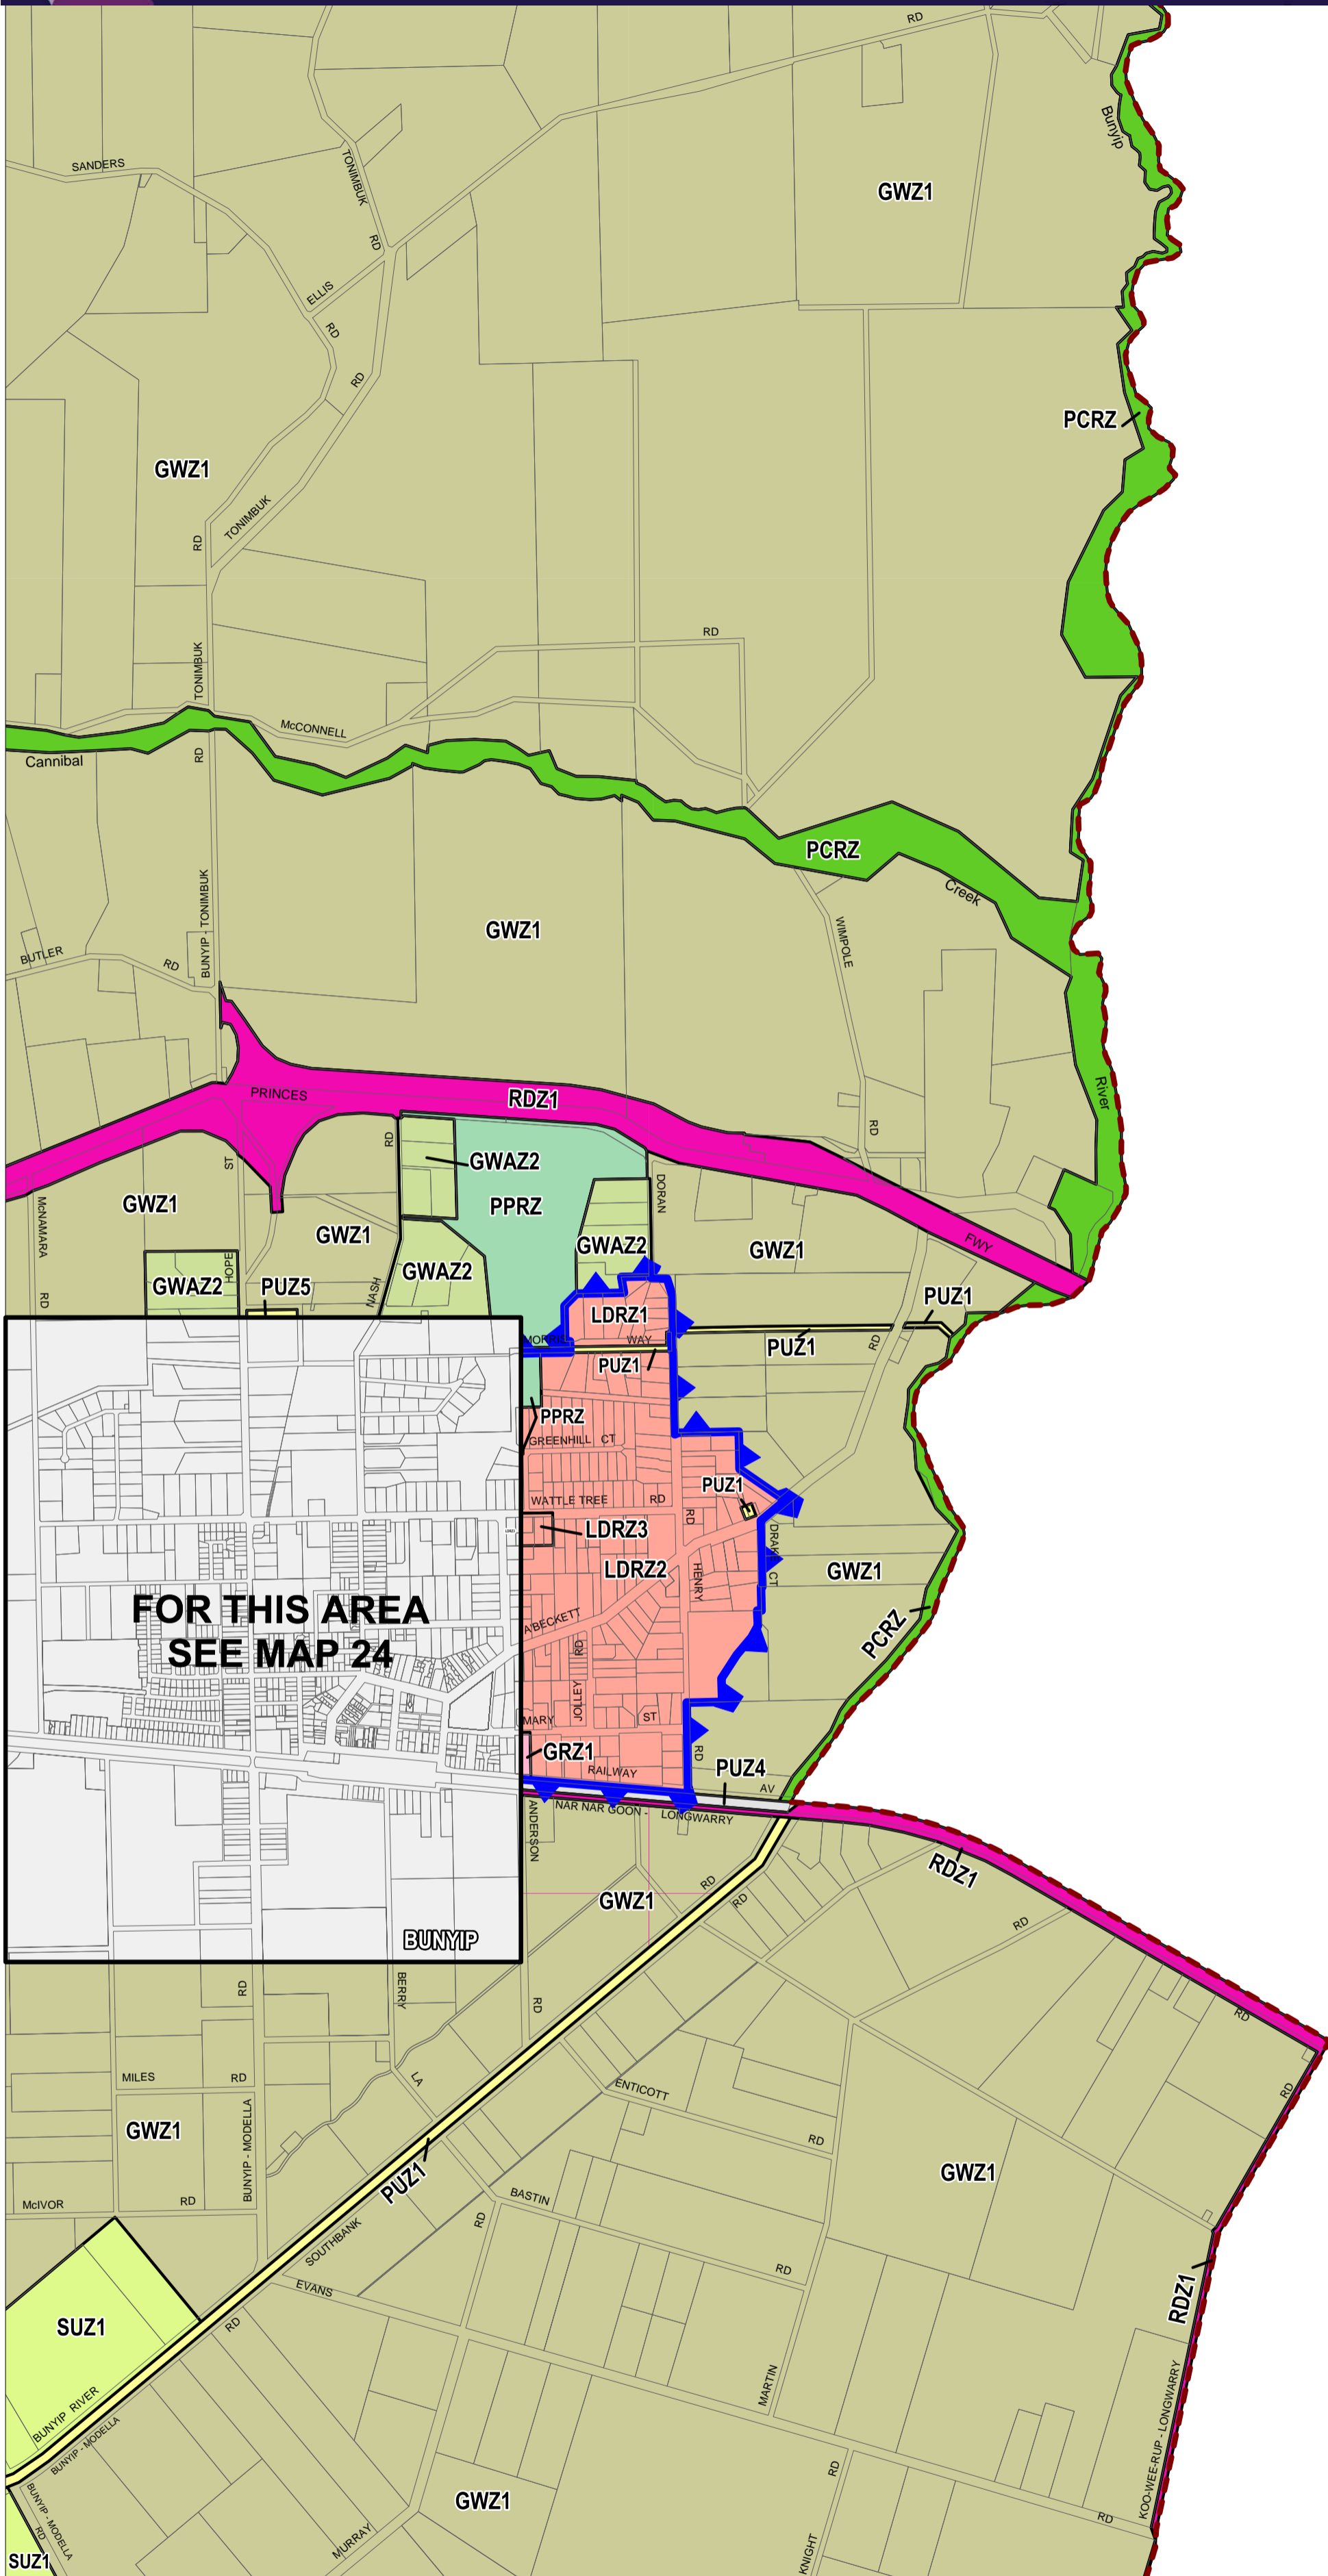 RD
Bunyip
SANDERS
TONIMBUK
GWZ1
RD
ELLIS
RD
RD
PCRZ
GWZ1
TONIMBUK
RD
RD
TONIMBUK
McCONNELL
RD
Cannibal
PCRZ
Creek
BUNYIP - TONIMBUK
GWZ1
WIMPOLE
BUTLER
RD
River
PRINCES
RDZ1
RD
RD
ST
GWAZ2
DORAN
McNAMARA
GWZ1
PPRZ
GWZ1
GWAZ2
GWZ1
FWY
HOPE
GWAZ2
PUZ5
GWAZ2
NASH
RD
PUZ1
LDRZ1
MORRIS
WAY
PUZ1
RD
PUZ1
PPRZ
GREENHILL CT
PUZ1
WATTLE TREE
RD
RD
LDRZ3
DRAKE CT
LDRZ2
HENRY
GWZ1
FOR THIS AREA
SEE MAP 24
A'BECKETT
RD
PCRZ
JOLLEY
MARY
ST
GRZ1
RD
RAILWAY
PUZ4
AV
NAR NAR GOON -
LONGWARRY
ANDERSON
RDZ1
RD
GWZ1
RD
RD
BUNYIP
RD
BERRY
RD
RD
MILES
RD
LA
ENTICOTT
RD
GWZ1
BUNYIP - MODELLA
RD
GWZ1
PUZ1
McIVOR
RD
BASTIN
RD
SOUTHBANK
RD
EVANS
RDZ1
SUZ1
RD
MARTIN
BUNYIP RIVER
BUNYIP - MODELLA
KOO-WEE-RUP - LONGWARRY
RD
GWZ1
RD
BUNYIP - MODELLA
RD
MURRAY
KNIGHT
SUZ1